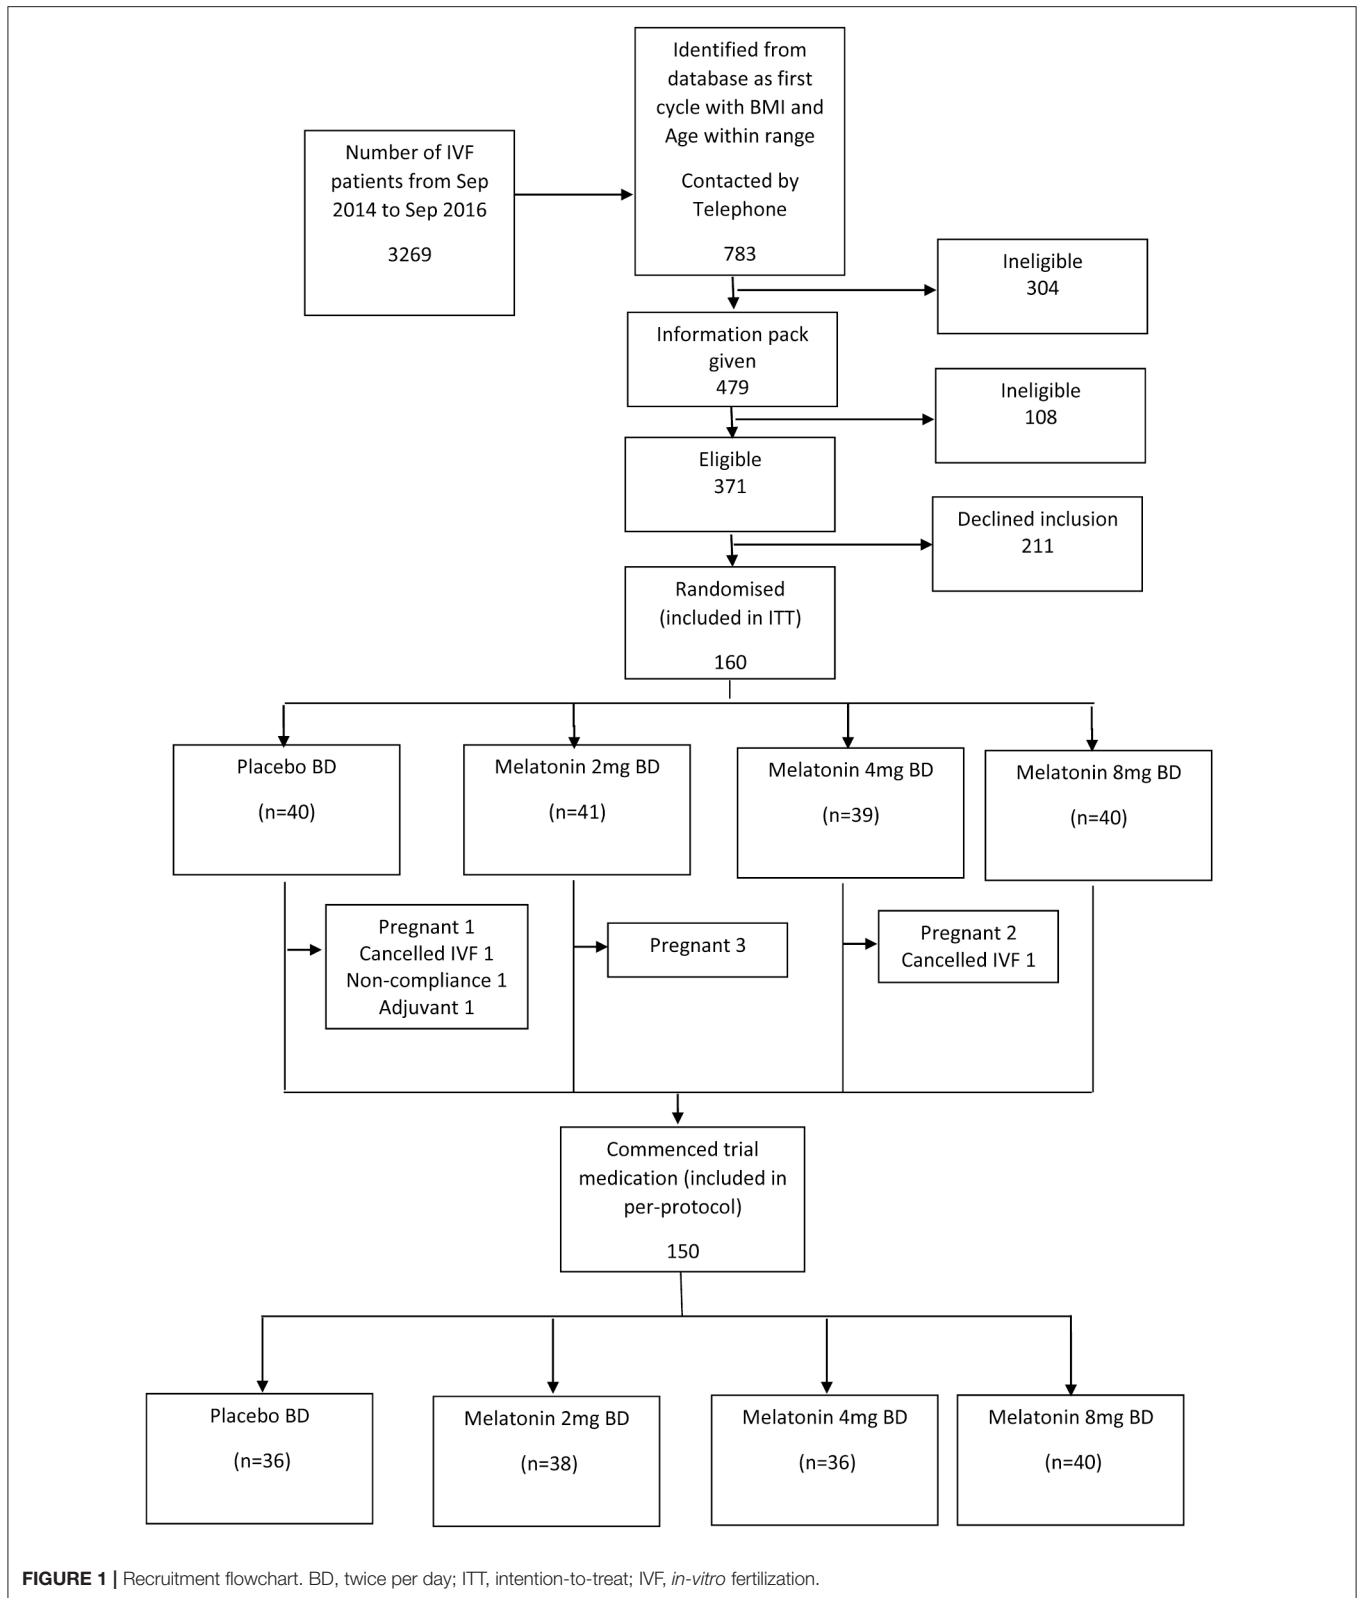 Identified from
database as first
cycle with BMI and
Age within range
Contacted by
Telephone
783
Number of IVF
patients from Sep
2014 to Sep 2016
3269
Ineligible
304
Information pack
given
479
Ineligible
108
Eligible
371
Declined inclusion
211
Randomised
(included in ITT)
160
Placebo BD
(n=40)
Melatonin 2mg BD
(n=41)
Melatonin 4mg BD
(n=39)
Melatonin 8mg BD
(n=40)
Pregnant 1
Cancelled IVF 1
Non-compliance 1
Adjuvant 1
Pregnant 3
Pregnant 2
Cancelled IVF 1
Commenced trial
medication (included in
per-protocol)
150
Placebo BD
(n=36)
Melatonin 2mg BD
(n=38)
Melatonin 4mg BD
(n=36)
Melatonin 8mg BD
(n=40)
FIGURE 1 | Recruitment flowchart. BD, twice per day; ITT, intention-to-treat; IVF, in-vitro fertilization.